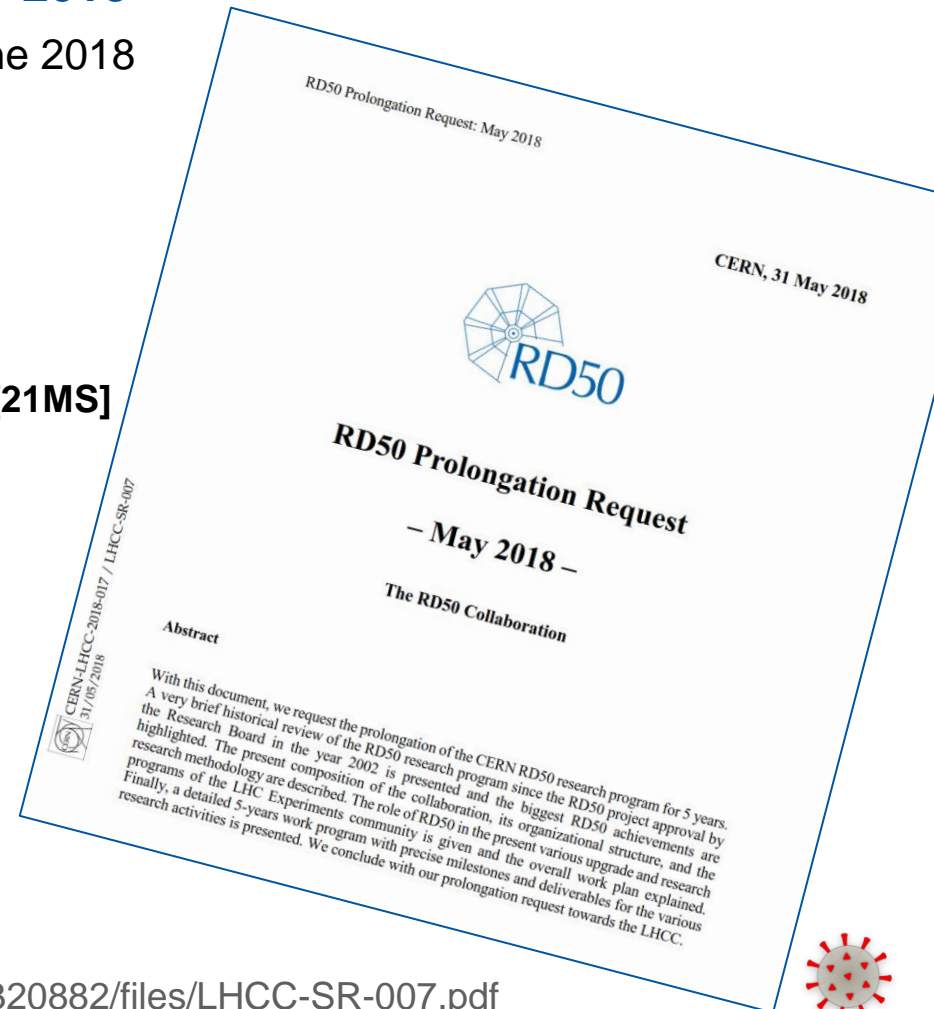 2018
ne 2018
21MS]
RD50 Prolongation Request: May 2018
CERN, 31 May 2018
RD50
RD50 Prolongation Request
– May 2018 –
The RD50 Collaboration
CERN-LHCC-2018-017 / LHCC-SR-007
31/05/2018
Abstract
With this document, we request the prolongation of the CERN RD50 research program for 5 years.
A very brief historical review of the RD50 research program since the RD50 project approval by
the Research Board in the year 2002 is presented and the biggest RD50 achievements are
highlighted. The present composition of the collaboration, its organizational structure, and the
research methodology are described. The role of RD50 in the present various upgrade and research
programs of the LHC Experiments community is given and the overall work plan explained.
Finally, a detailed 5-years work program with precise milestones and deliverables for the various
research activities is presented. We conclude with our prolongation request towards the LHCC.
320882/files/LHCC-SR-007.pdf